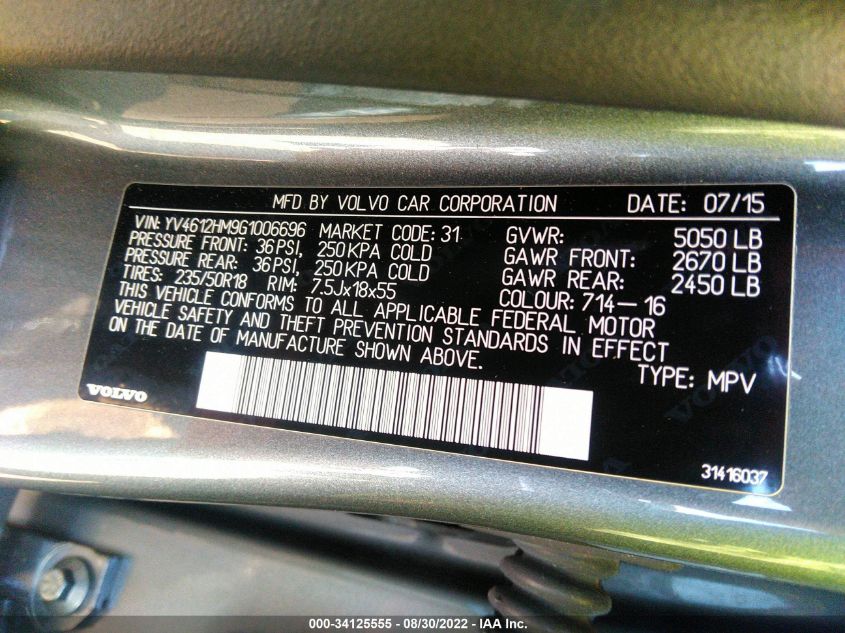 MFD BY VOLVO CAR CORPORATION DATE: 07/15
VIN: YV4612HM9G1006696 MARKET CODE: 31 GVWR: 5050 LB
PRESSURE FRONT: 36 PSI, 250 KPA COLD GAWR FRONT: 2670 LB
PRESSURE REAR: 36 PSI, 250 KPA COLD GAWR REAR: 2450 LB
TIRES: 235/50R18 RIM: 7.5Jx18x55 COLOUR: 714-16
THIS VEHICLE CONFORMS TO ALL APPLICABLE FEDERAL MOTOR
VEHICLE SAFETY AND THEFT PREVENTION STANDARDS IN EFFECT
ON THE DATE OF MANUFACTURE SHOWN ABOVE.
TYPE: MPV
VOLVO
31416037
000-34125555 - 08/30/2022 - IAA Inc.